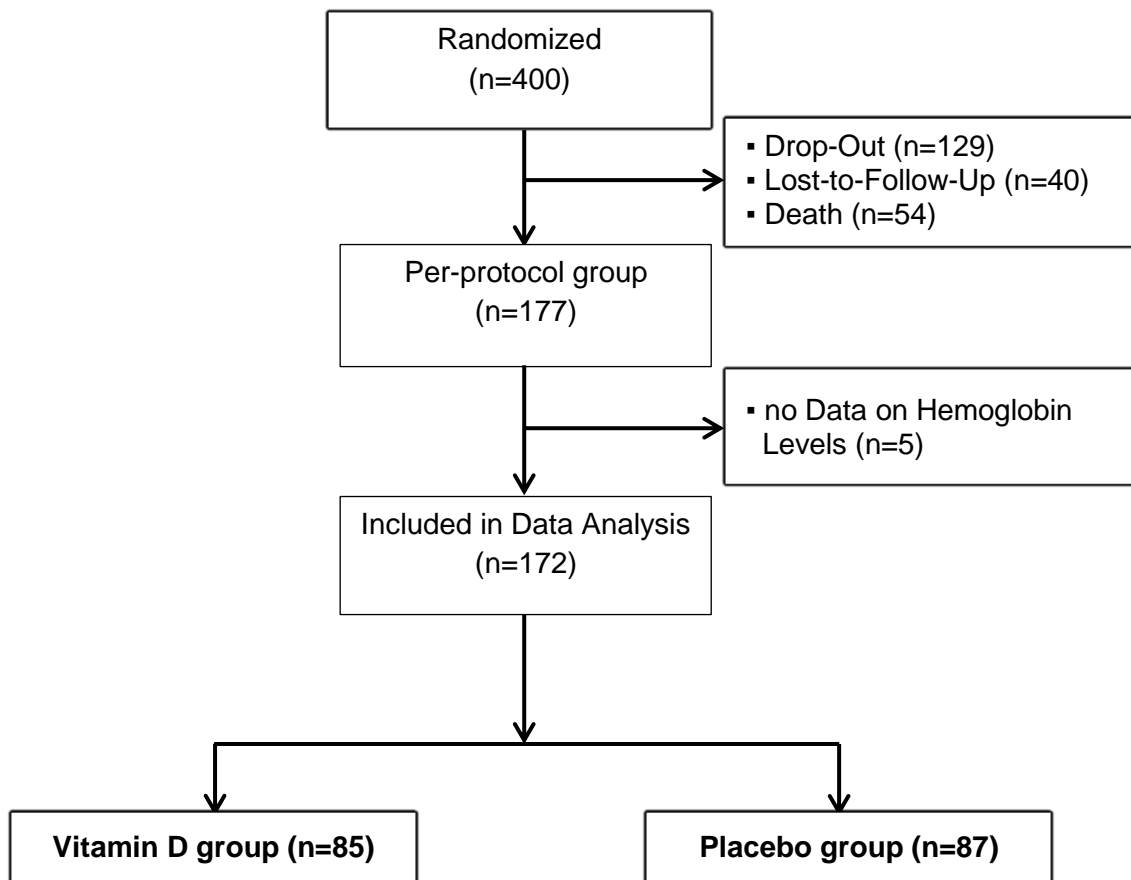 Randomized
(n=400)
▪ Drop-Out (n=129)
▪ Lost-to-Follow-Up (n=40)
▪ Death (n=54)
Per-protocol group
(n=177)
▪ no Data on Hemoglobin
Levels (n=5)
Included in Data Analysis
(n=172)
Vitamin D group (n=85)
Placebo group (n=87)